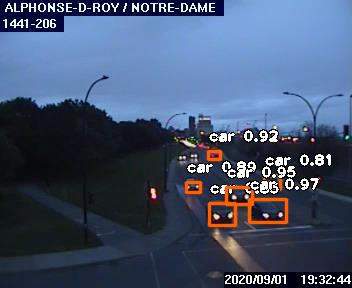 ALPHONSE-D-ROY / NOTRE-DAME
1441-206
car 0.92
car 0.81
car 0.89
car 0.95
car 0.97
car
2020/09/01 19:32:44